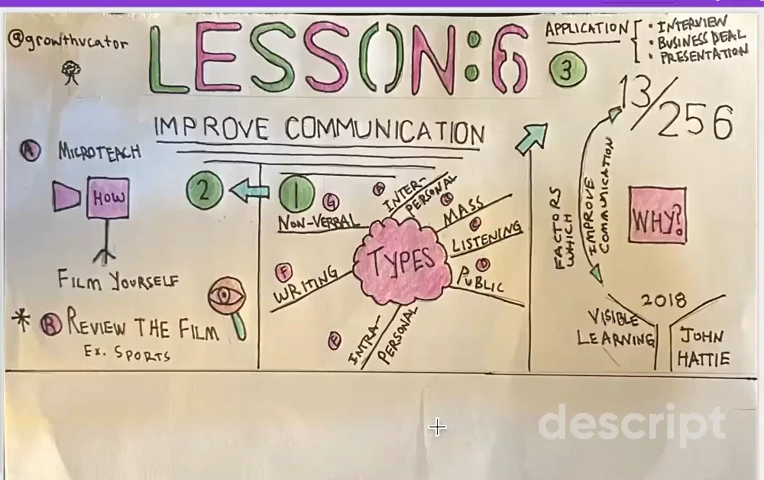 @growthvcator
LESSON:6
IMPROVE COMMUNICATION
APPLICATION
• INTERVIEW
• BUSINESS DEAL
• PRESENTATION
3
13/256
A MICROTEACH
HOW
FILM YOURSELF
* B REVIEW THE FILM
EX. SPORTS
2
1
TYPES
A INTER-
PERSONAL
B MASS
C LISTENING
D PUBLIC
E INTRA-
PERSONAL
F WRITING
G NON-VERBAL
FACTORS
WHICH
IMPROVE
COMMUNICATION
WHY?
2018
VISIBLE
LEARNING
JOHN
HATTIE
descript